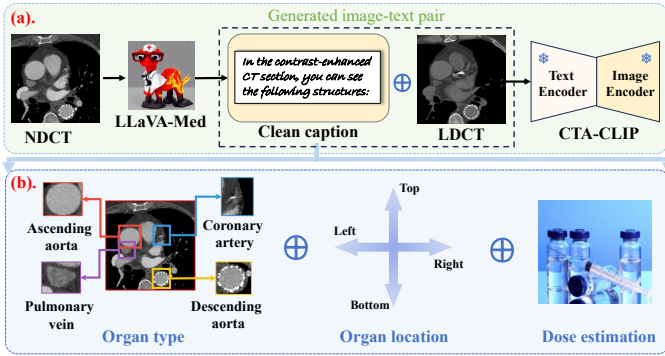 (a).
Generated image-text pair
NDCT
LLaVA-Med
In the contrast-enhanced
CT section, you can see
the following structures:
Clean caption
LDCT
Text
Encoder
Image
Encoder
CTA-CLIP
(b).
Ascending
aorta
Coronary
artery
Pulmonary
vein
Descending
aorta
Organ type
Top
Left
Right
Bottom
Organ location
Dose estimation